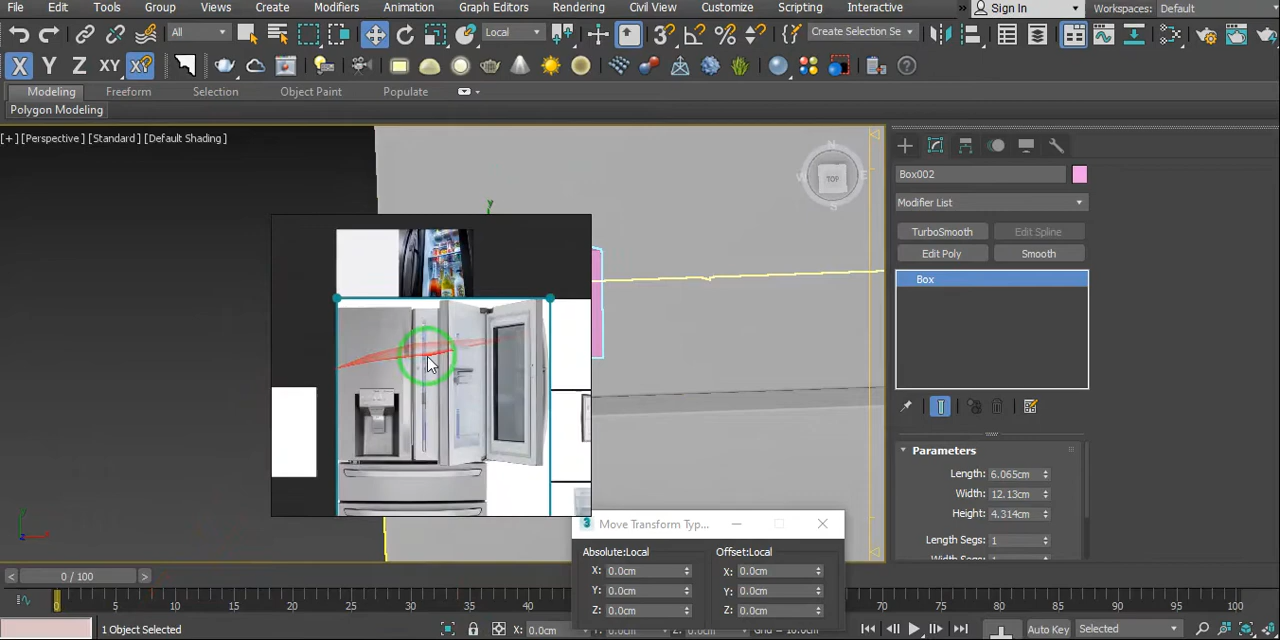 File Edit Tools Group Views Create Modifiers Animation Graph Editors Rendering Civil View Customize Scripting Interactive » Sign In Workspaces: Default
All Local Create Selection Se
X Y Z XY
Modeling Freeform Selection Object Paint Populate
Polygon Modeling
[+] [Perspective] [Standard] [Default Shading]
N
W TOP E
S
y
Box002
Modifier List
TurboSmooth Edit Spline
Edit Poly Smooth
Box
Parameters
Length: 6.065cm
Width: 12.13cm
Height: 4.314cm
Length Segs: 1
3 Move Transform Typ...
Absolute:Local Offset:Local
X: 0.0cm X: 0.0cm
Y: 0.0cm Y: 0.0cm
Z: 0.0cm Z: 0.0cm
< 0 / 100 >
0 5 10 15 20 25 30 35 40 70 75 80 85 90 95 100
1 Object Selected X: 0.0cm Auto Key Selected